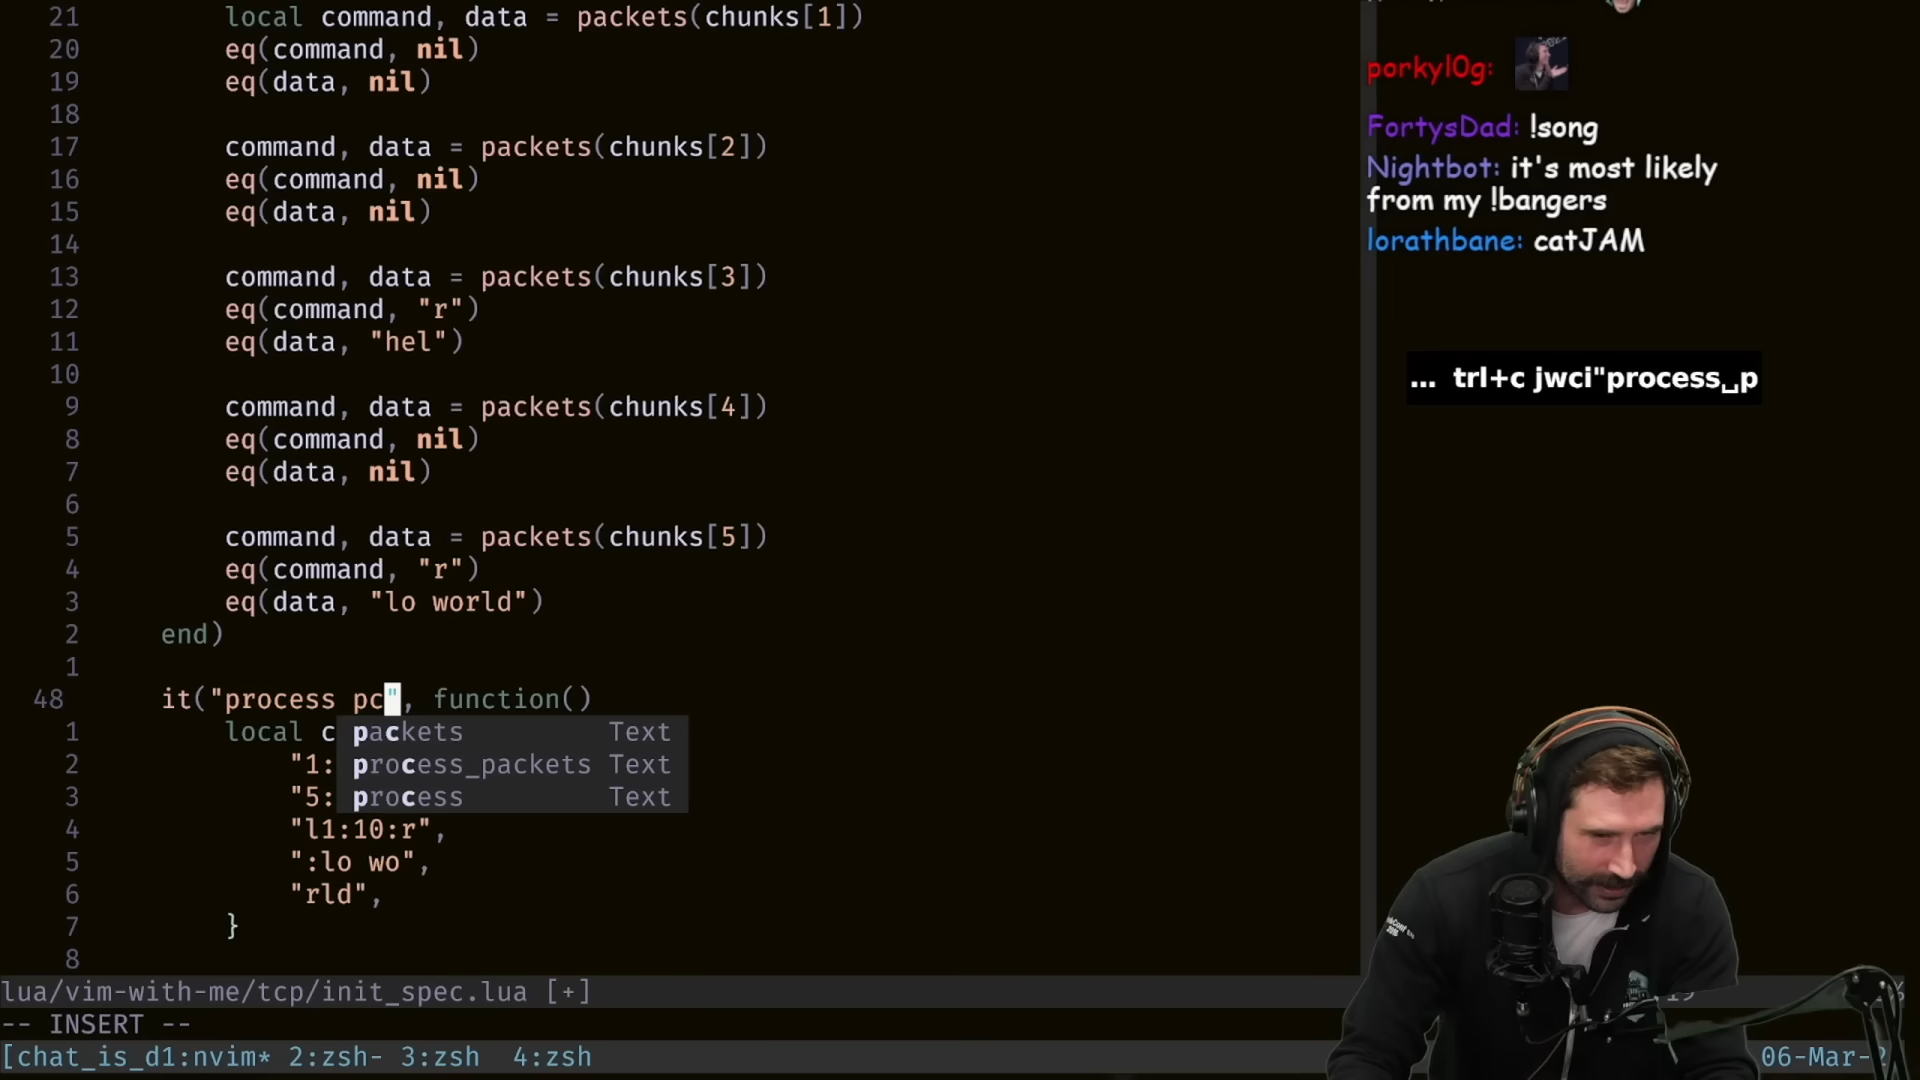 21 local command, data = packets(chunks[1])
20 eq(command, nil)
19 eq(data, nil)
18
17 command, data = packets(chunks[2])
16 eq(command, nil)
15 eq(data, nil)
14
13 command, data = packets(chunks[3])
12 eq(command, "r")
11 eq(data, "hel")
10
9 command, data = packets(chunks[4])
8 eq(command, nil)
7 eq(data, nil)
6
5 command, data = packets(chunks[5])
4 eq(command, "r")
3 eq(data, "lo world")
2 end)
1
48 it("process pc", function()
1 local c packets Text
2 "1: process_packets Text
3 "5: process Text
4 "l1:10:r",
5 ":lo wo",
6 "rld",
7 }
8
lua/vim-with-me/tcp/init_spec.lua [+]
-- INSERT --
[chat_is_d1:nvim* 2:zsh- 3:zsh 4:zsh 06-Mar-2
porkyl0g:
FortysDad: !song
Nightbot: it's most likely
from my !bangers
lorathbane: catJAM
... trl+c jwci"process␣p